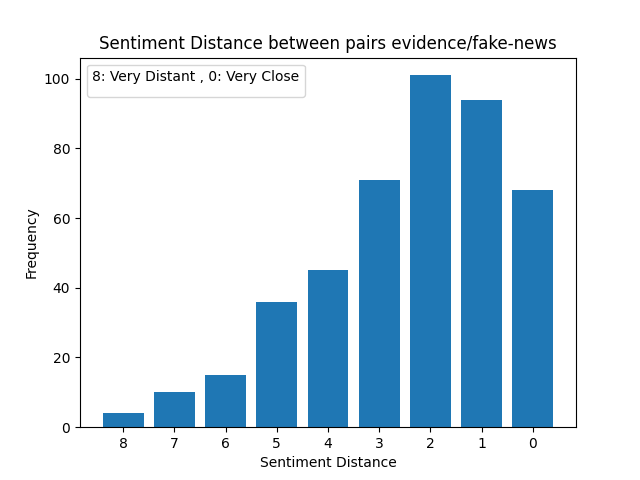 Sentiment Distance between pairs evidence/fake-news
8: Very Distant , 0: Very Close
100
80
60
40
20
0
Frequency
8 7 6 5 4 3 2 1 0
Sentiment Distance